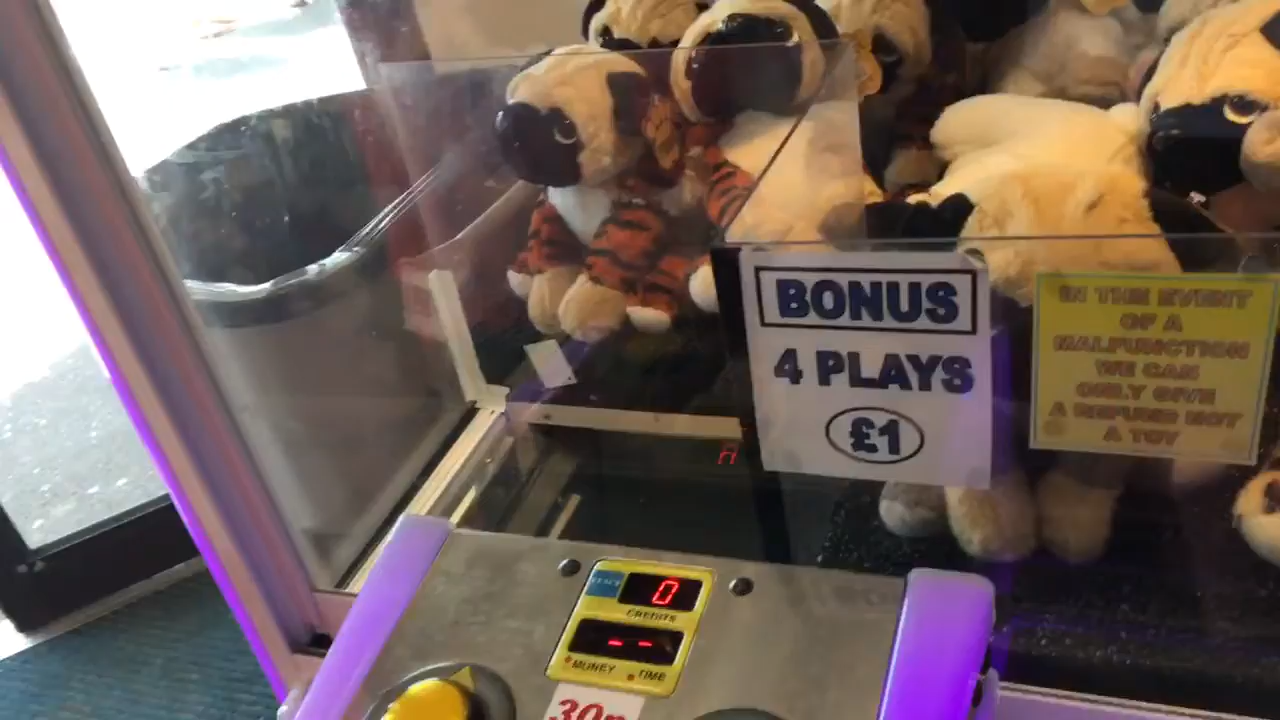 BONUS
4 PLAYS
£1
IN THE EVENT
OF A
MALFUNCTION
WE CAN
ONLY GIVE
A REFUND NOT
A TOY
0
CREDITS
- -
MONEY TIME
30p